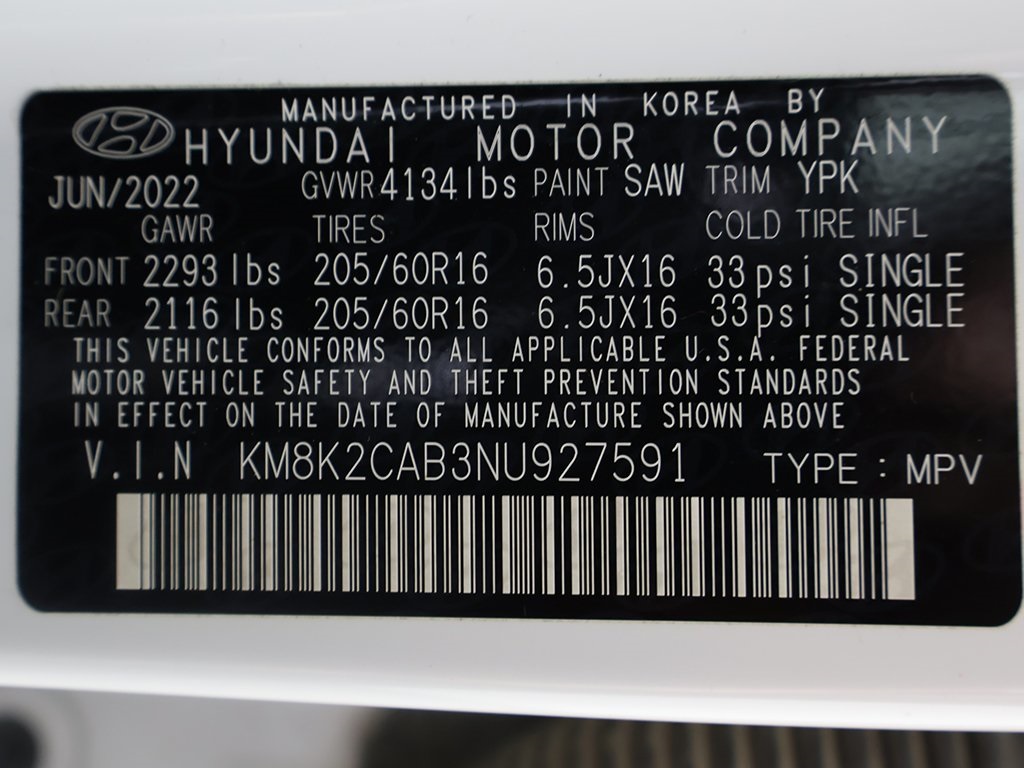 MANUFACTURED IN KOREA BY
HYUNDAI MOTOR COMPANY
JUN/2022 GVWR 4134 lbs PAINT SAW TRIM YPK
GAWR TIRES RIMS COLD TIRE INFL
FRONT 2293 lbs 205/60R16 6.5JX16 33psi SINGLE
REAR 2116 lbs 205/60R16 6.5JX16 33psi SINGLE
THIS VEHICLE CONFORMS TO ALL APPLICABLE U.S.A. FEDERAL
MOTOR VEHICLE SAFETY AND THEFT PREVENTION STANDARDS
IN EFFECT ON THE DATE OF MANUFACTURE SHOWN ABOVE
V.I.N KM8K2CAB3NU927591 TYPE : MPV